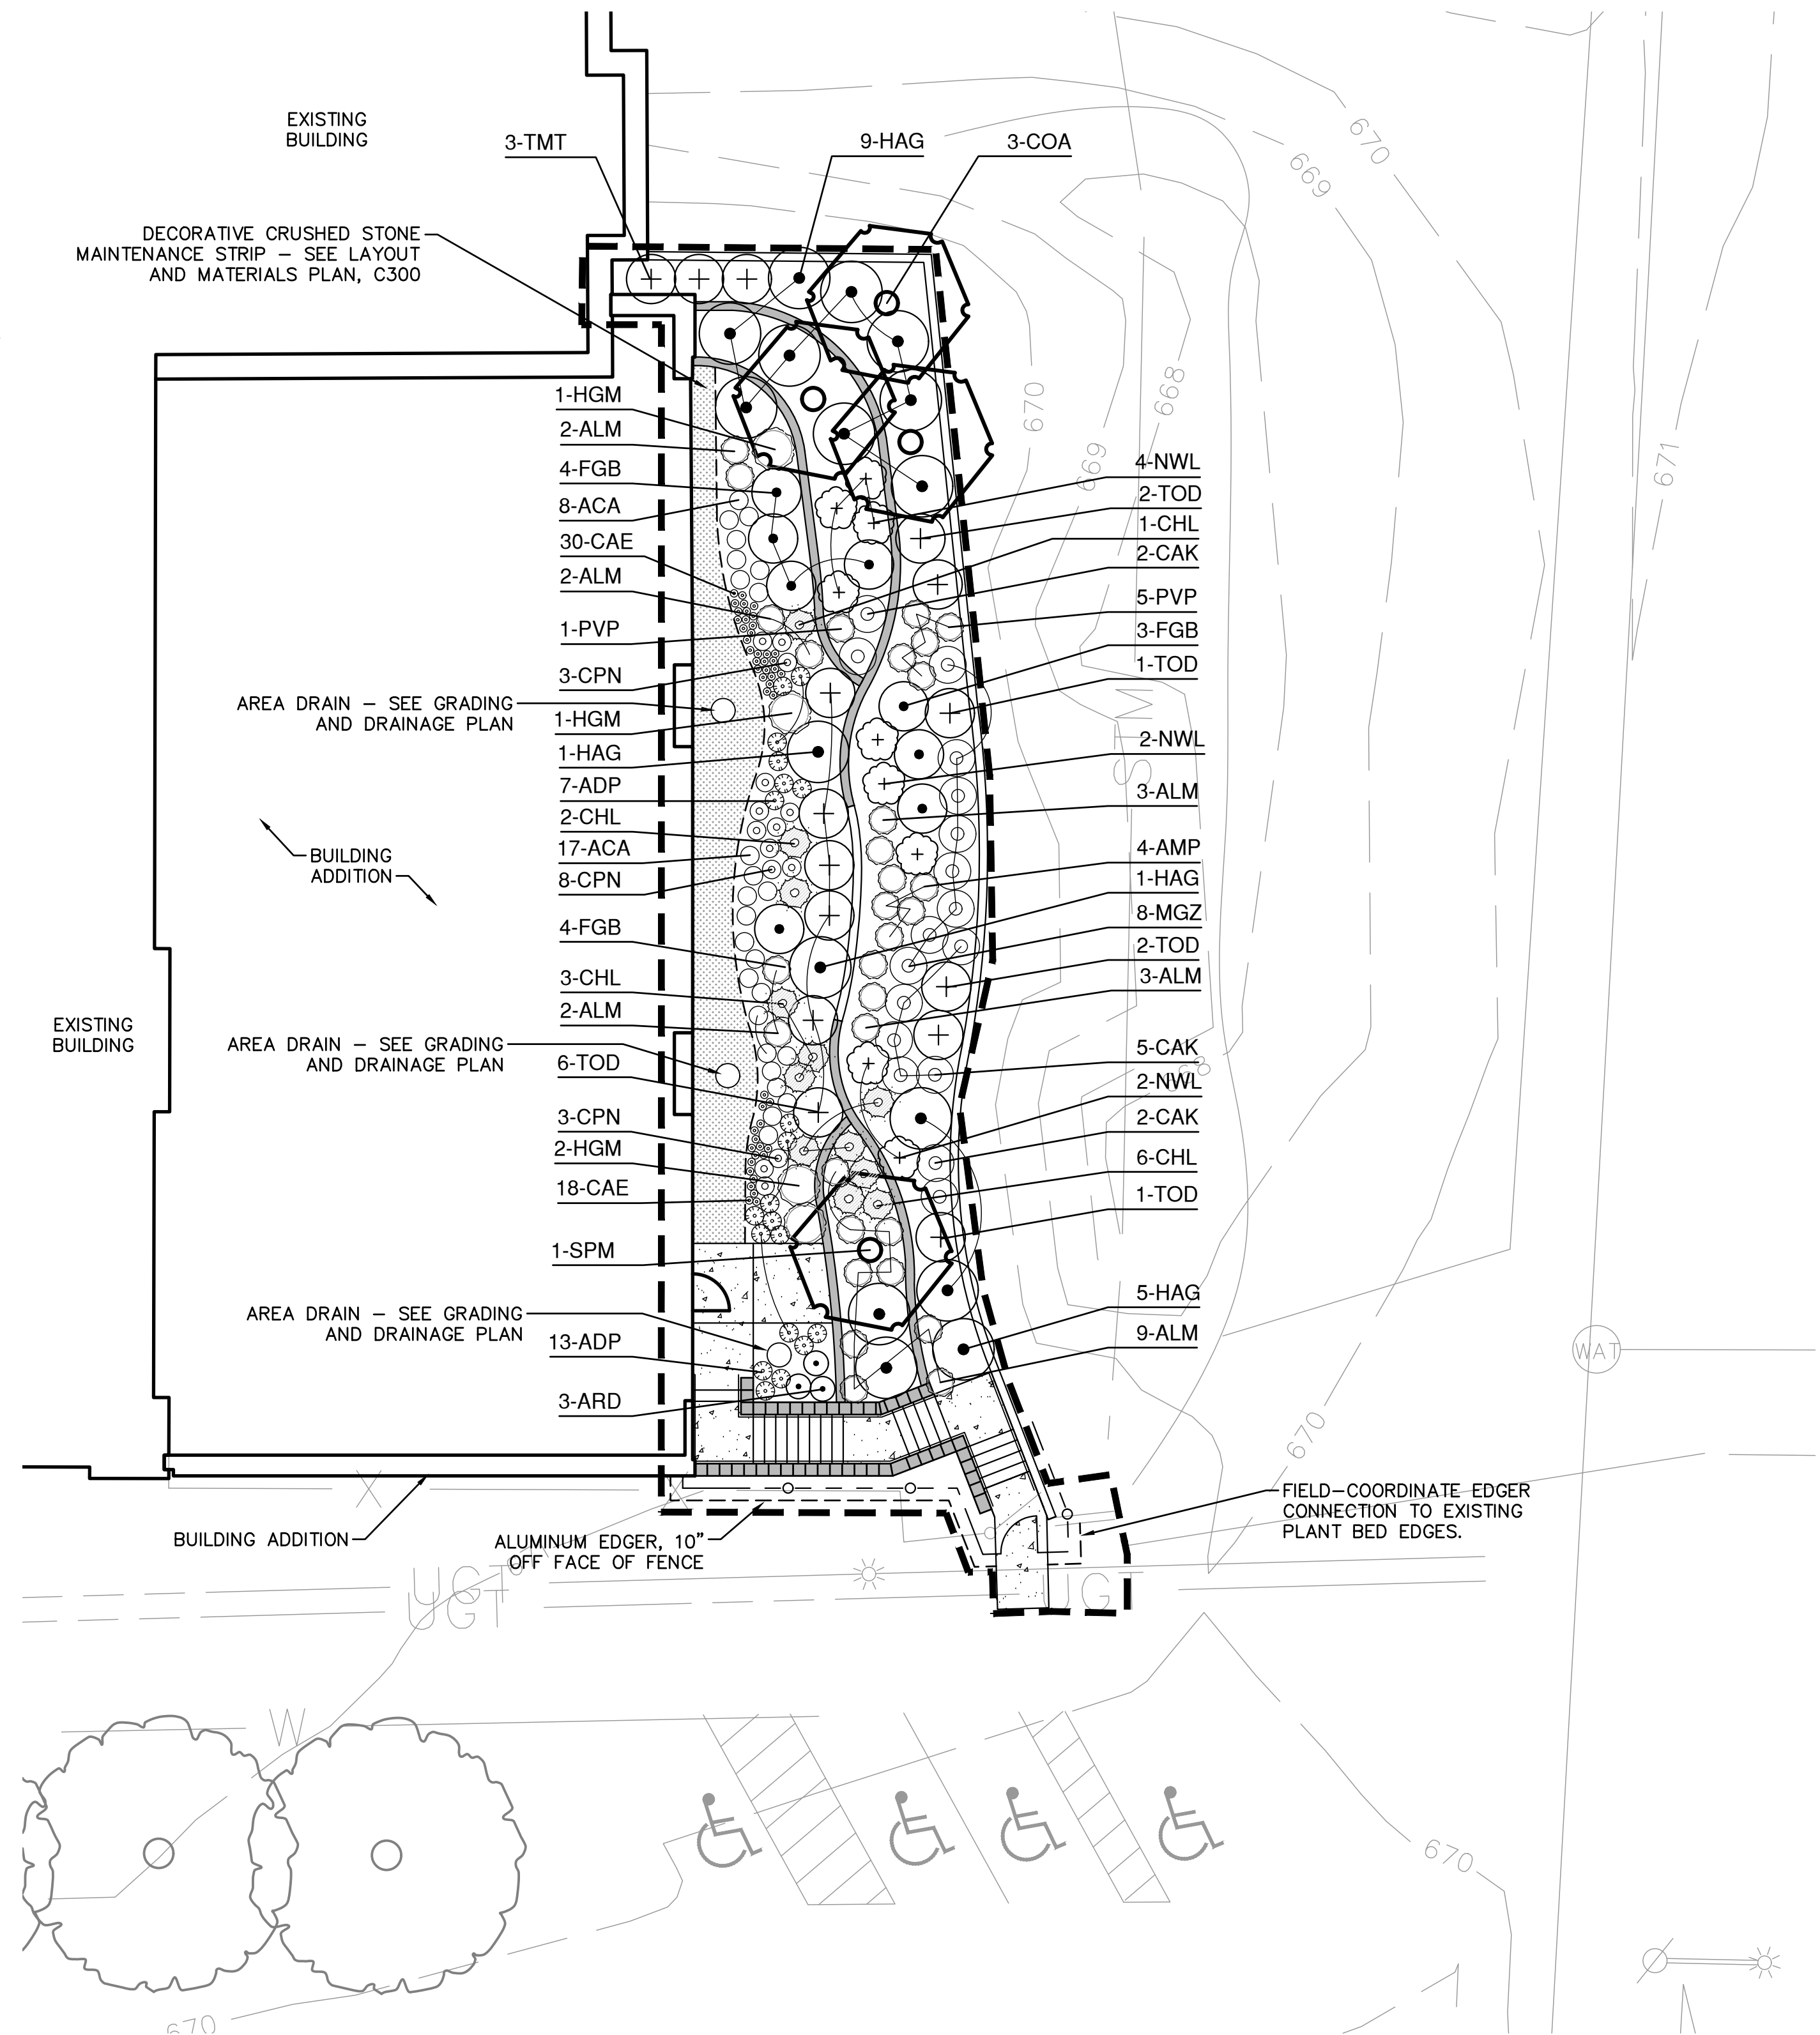 EXISTING
BUILDING
3-TMT
9-HAG
3-COA
DECORATIVE CRUSHED STONE
MAINTENANCE STRIP – SEE LAYOUT
AND MATERIALS PLAN, C300
670
669
668
669
670
671
1-HGM
2-ALM
4-FGB
8-ACA
30-CAE
2-ALM
1-PVP
3-CPN
AREA DRAIN – SEE GRADING
AND DRAINAGE PLAN
1-HGM
1-HAG
7-ADP
2-CHL
17-ACA
8-CPN
BUILDING
ADDITION
4-FGB
3-CHL
2-ALM
EXISTING
BUILDING
AREA DRAIN – SEE GRADING
AND DRAINAGE PLAN
6-TOD
3-CPN
2-HGM
18-CAE
1-SPM
AREA DRAIN – SEE GRADING
AND DRAINAGE PLAN
13-ADP
3-ARD
4-NWL
2-TOD
1-CHL
2-CAK
5-PVP
3-FGB
1-TOD
2-NWL
3-ALM
4-AMP
1-HAG
8-MGZ
2-TOD
3-ALM
5-CAK
2-NWL
2-CAK
6-CHL
1-TOD
5-HAG
9-ALM
SWM
WAT
670
X
BUILDING ADDITION
ALUMINUM EDGER, 10”
OFF FACE OF FENCE
FIELD–COORDINATE EDGER
CONNECTION TO EXISTING
PLANT BED EDGES.
UGT
UGT
W
670
670